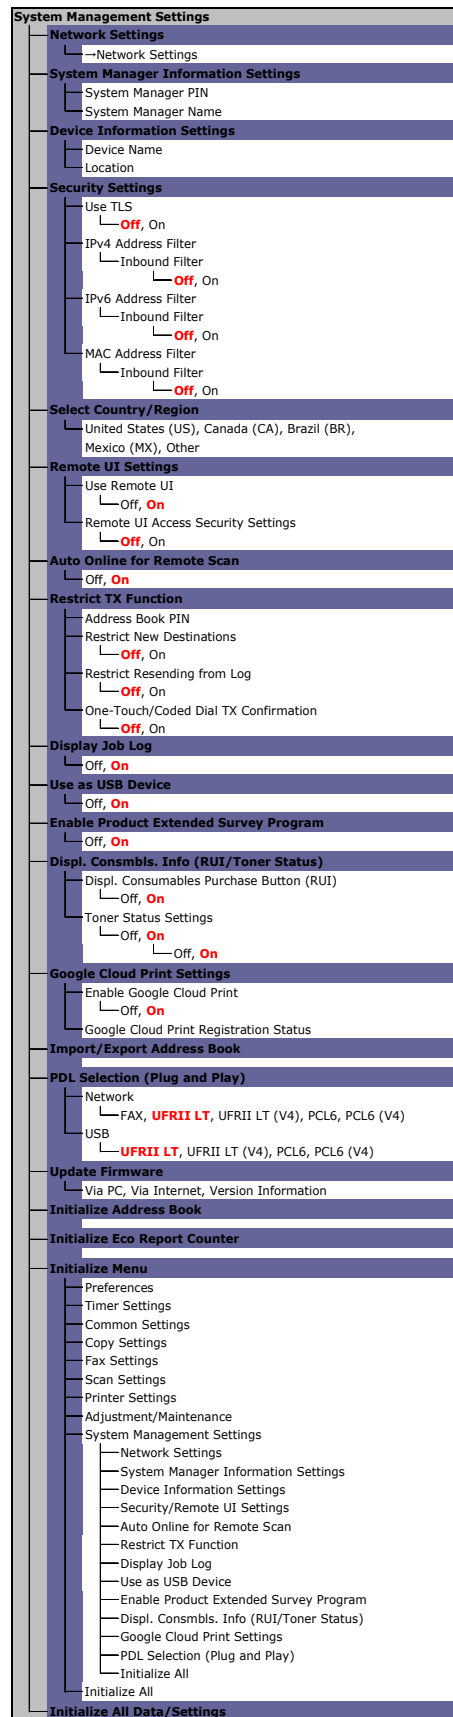 System Management Settings
Network Settings
→Network Settings
System Manager Information Settings
System Manager PIN
System Manager Name
Device Information Settings
Device Name
Location
Security Settings
Use TLS
Off, On
IPv4 Address Filter
Inbound Filter
Off, On
IPv6 Address Filter
Inbound Filter
Off, On
MAC Address Filter
Inbound Filter
Off, On
Select Country/Region
United States (US), Canada (CA), Brazil (BR),
Mexico (MX), Other
Remote UI Settings
Use Remote UI
Off, On
Remote UI Access Security Settings
Off, On
Auto Online for Remote Scan
Off, On
Restrict TX Function
Address Book PIN
Restrict New Destinations
Off, On
Restrict Resending from Log
Off, On
One-Touch/Coded Dial TX Confirmation
Off, On
Display Job Log
Off, On
Use as USB Device
Off, On
Enable Product Extended Survey Program
Off, On
Displ. Consmbls. Info (RUI/Toner Status)
Displ. Consumables Purchase Button (RUI)
Off, On
Toner Status Settings
Off, On
Off, On
Google Cloud Print Settings
Enable Google Cloud Print
Off, On
Google Cloud Print Registration Status
Import/Export Address Book
PDL Selection (Plug and Play)
Network
FAX, UFRII LT, UFRII LT (V4), PCL6, PCL6 (V4)
USB
UFRII LT, UFRII LT (V4), PCL6, PCL6 (V4)
Update Firmware
Via PC, Via Internet, Version Information
Initialize Address Book
Initialize Eco Report Counter
Initialize Menu
Preferences
Timer Settings
Common Settings
Copy Settings
Fax Settings
Scan Settings
Printer Settings
Adjustment/Maintenance
System Management Settings
Network Settings
System Manager Information Settings
Device Information Settings
Security/Remote UI Settings
Auto Online for Remote Scan
Restrict TX Function
Display Job Log
Use as USB Device
Enable Product Extended Survey Program
Displ. Consmbls. Info (RUI/Toner Status)
Google Cloud Print Settings
PDL Selection (Plug and Play)
Initialize All
Initialize All
Initialize All Data/Settings